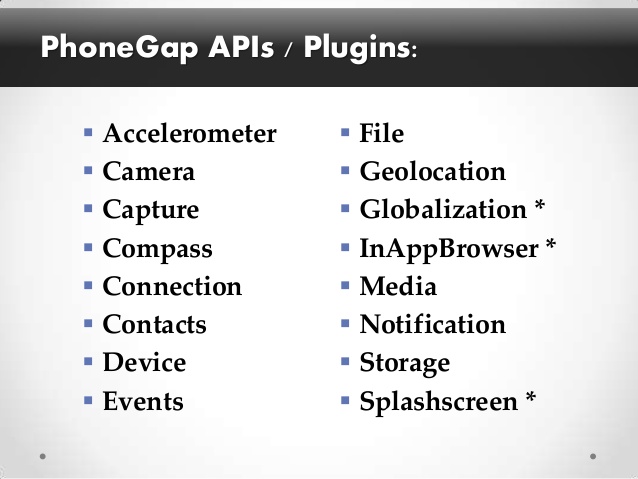 PhoneGap APIs / Plugins:
Accelerometer
Camera
Capture
Compass
Connection
Contacts
Device
Events
File
Geolocation
Globalization *
InAppBrowser *
Media
Notification
Storage
Splashscreen *